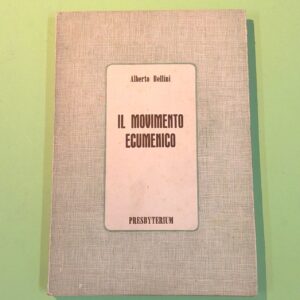 Alberto Bellini
IL MOVIMENTO
ECUMENICO
PRESBYTERIUM